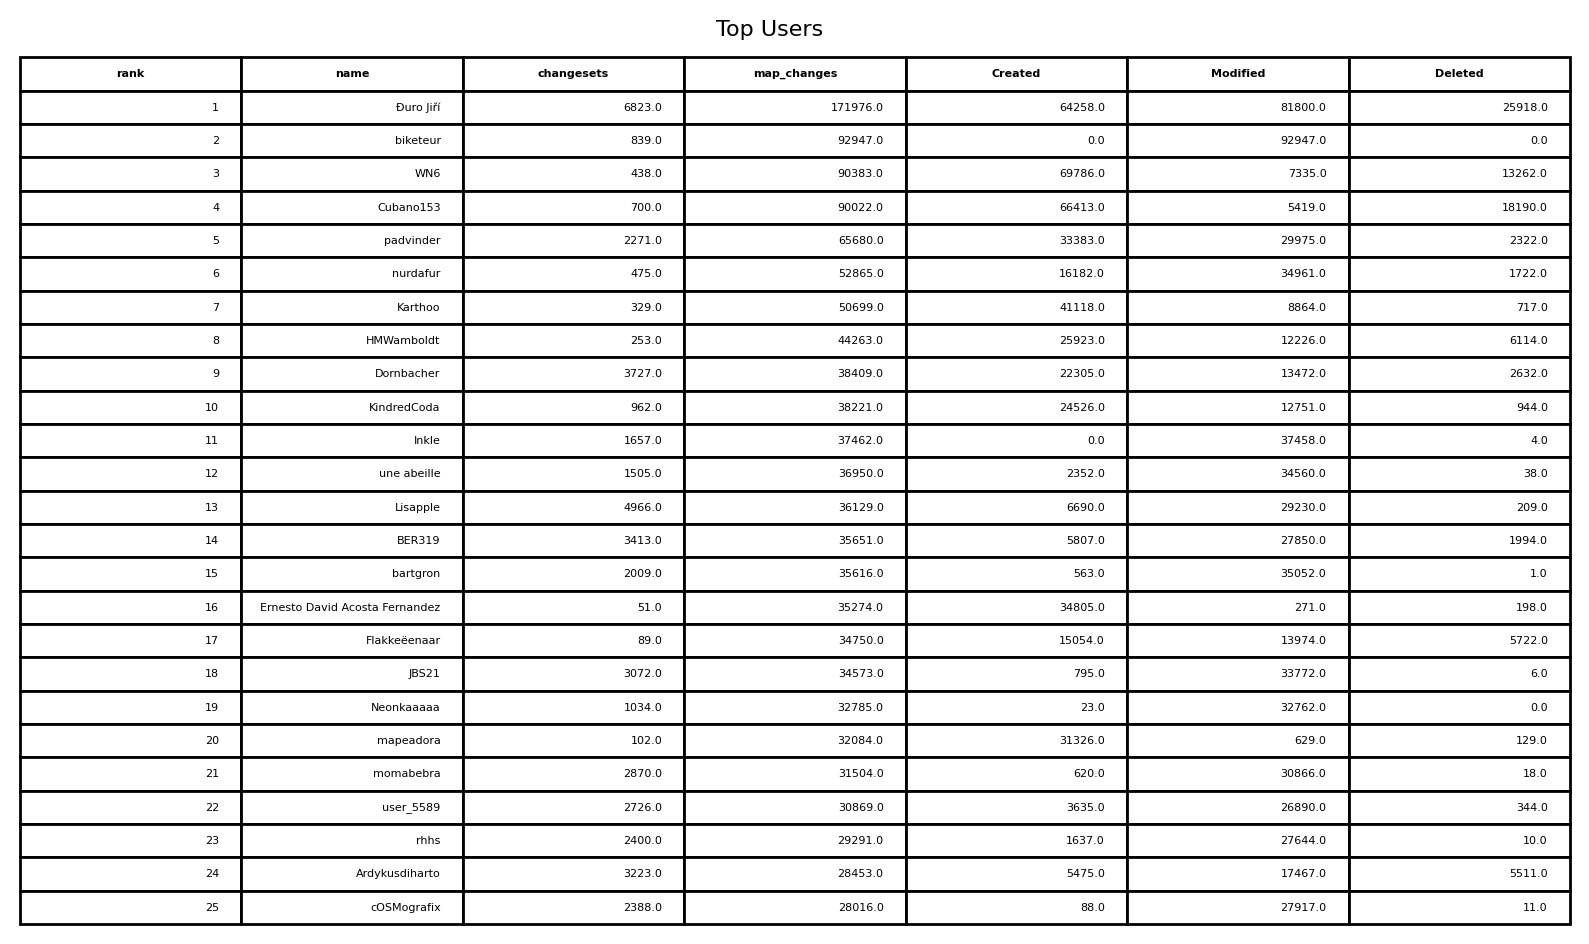 Top Users
rank name changesets map_changes Created Modified Deleted
1 Đuro Jiří 6823.0 171976.0 64258.0 81800.0 25918.0
2 biketeur 839.0 92947.0 0.0 92947.0 0.0
3 WN6 438.0 90383.0 69786.0 7335.0 13262.0
4 Cubano153 700.0 90022.0 66413.0 5419.0 18190.0
5 padvinder 2271.0 65680.0 33383.0 29975.0 2322.0
6 nurdafur 475.0 52865.0 16182.0 34961.0 1722.0
7 Karthoo 329.0 50699.0 41118.0 8864.0 717.0
8 HMWamboldt 253.0 44263.0 25923.0 12226.0 6114.0
9 Dornbacher 3727.0 38409.0 22305.0 13472.0 2632.0
10 KindredCoda 962.0 38221.0 24526.0 12751.0 944.0
11 Inkle 1657.0 37462.0 0.0 37458.0 4.0
12 une abeille 1505.0 36950.0 2352.0 34560.0 38.0
13 Lisapple 4966.0 36129.0 6690.0 29230.0 209.0
14 BER319 3413.0 35651.0 5807.0 27850.0 1994.0
15 bartgron 2009.0 35616.0 563.0 35052.0 1.0
16 Ernesto David Acosta Fernandez 51.0 35274.0 34805.0 271.0 198.0
17 Flakkeëenaar 89.0 34750.0 15054.0 13974.0 5722.0
18 JBS21 3072.0 34573.0 795.0 33772.0 6.0
19 Neonkaaaaa 1034.0 32785.0 23.0 32762.0 0.0
20 mapeadora 102.0 32084.0 31326.0 629.0 129.0
21 momabebra 2870.0 31504.0 620.0 30866.0 18.0
22 user_5589 2726.0 30869.0 3635.0 26890.0 344.0
23 rhhs 2400.0 29291.0 1637.0 27644.0 10.0
24 Ardykusdiharto 3223.0 28453.0 5475.0 17467.0 5511.0
25 cOSMografix 2388.0 28016.0 88.0 27917.0 11.0